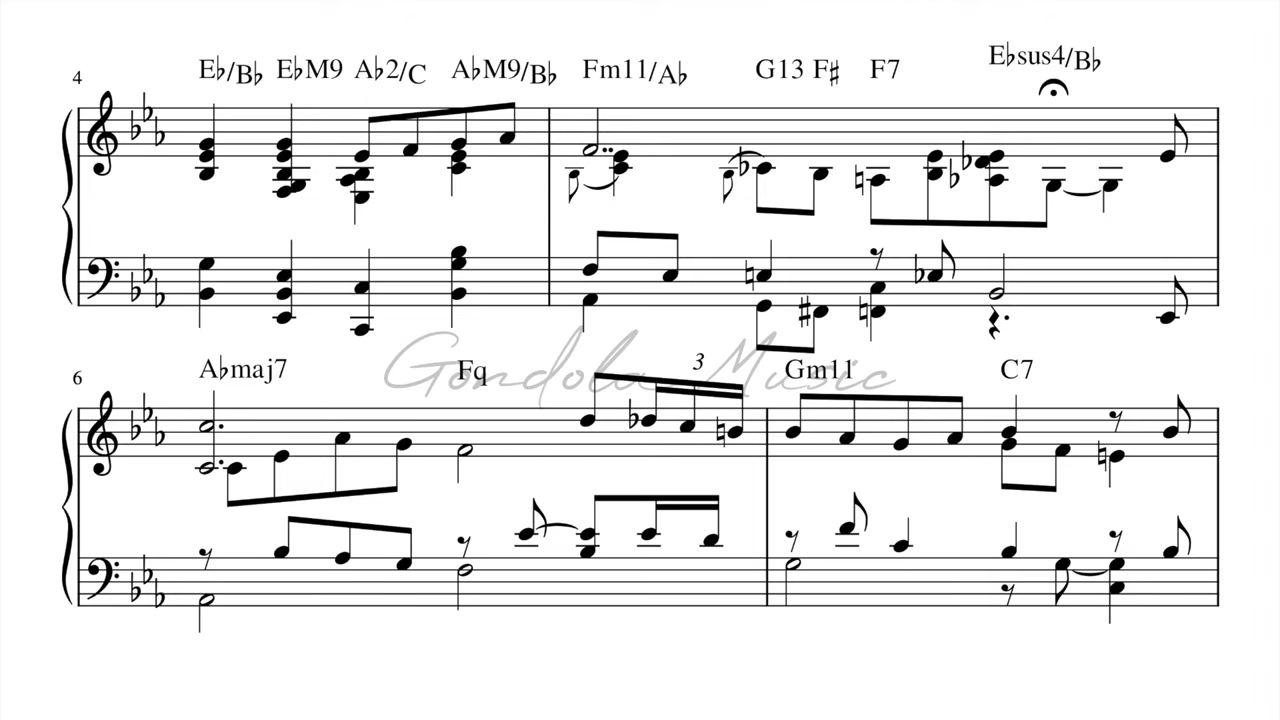 4 E♭/B♭ E♭M9 A♭2/C A♭M9/B♭ Fm11/A♭ G13 F♯ F7 E♭sus4/B♭
Gondola Music
6 A♭maj7 Fq 3 Gm11 C7